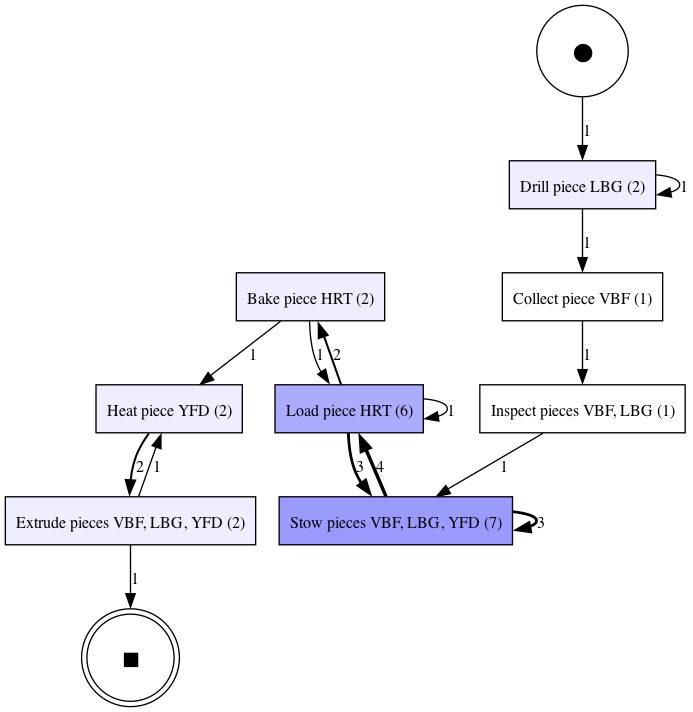 1
Drill piece LBG (2)
1
1
Bake piece HRT (2)
Collect piece VBF (1)
1
1
2
1
Heat piece YFD (2)
Load piece HRT (6)
1
Inspect pieces VBF, LBG (1)
2
1
3
4
1
Extrude pieces VBF, LBG, YFD (2)
Stow pieces VBF, LBG, YFD (7)
3
1